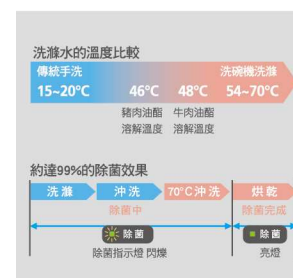 洗滌水的溫度比較
傳統手洗 洗碗機洗滌
15~20°C 46°C 48°C 54~70°C
豬肉油酯 牛肉油酯
溶解溫度 溶解溫度
約達99%的除菌效果
洗滌 沖洗 70°C沖洗 烘乾
除菌中 除菌完成
除菌 除菌
除菌指示燈 閃爍 亮燈